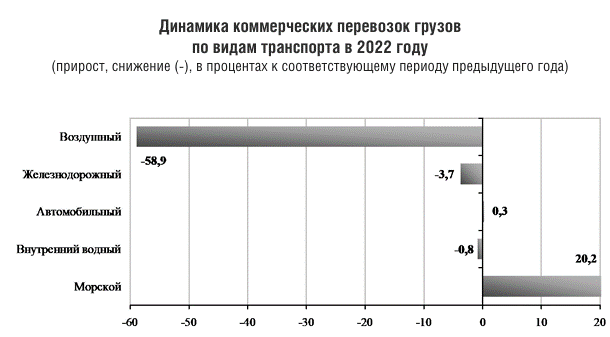 Динамика коммерческих перевозок грузов
по видам транспорта в 2022 году
(прирост, снижение (-), в процентах к соответствующему периоду предыдущего года)
Воздушный
-58,9
Железнодорожный
-3,7
Автомобильный
0,3
Внутренний водный
-0,8
20,2
Морской
-60 -50 -40 -30 -20 -10 0 10 20